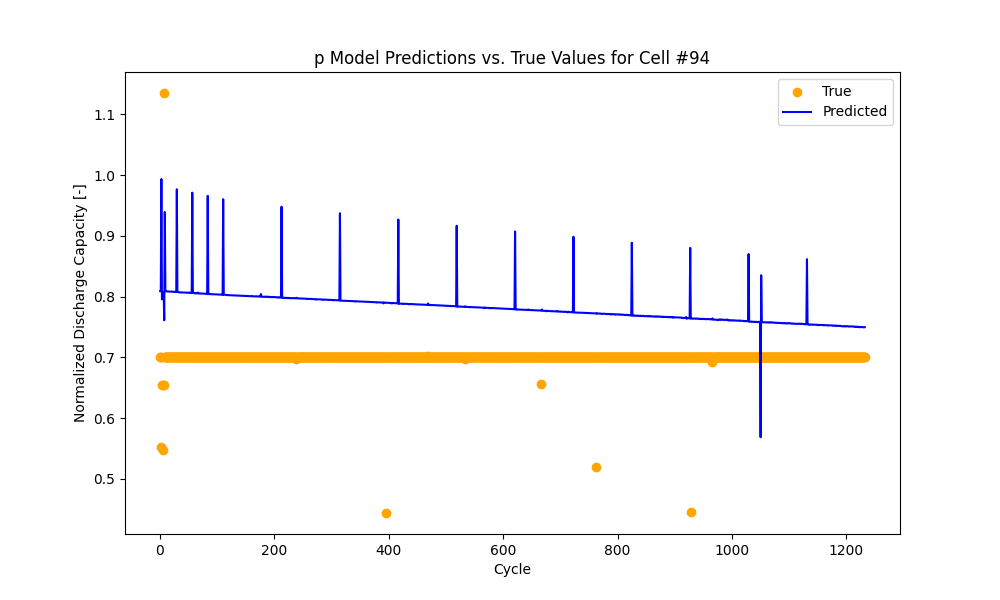 p Model Predictions vs. True Values for Cell #94
True
Predicted
Normalized Discharge Capacity [-]
1.1
1.0
0.9
0.8
0.7
0.6
0.5
0 200 400 600 800 1000 1200
Cycle